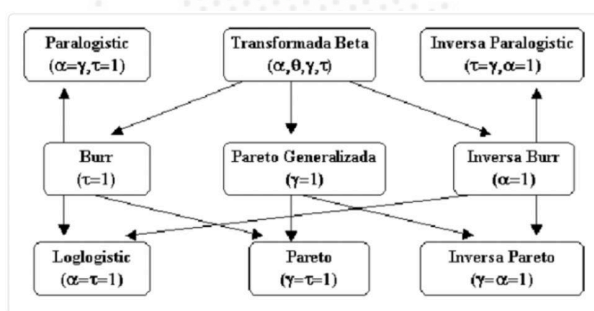 Paralogistic
(α=γ,τ=1)
Transformada Beta
(α,θ,γ,τ)
Inversa Paralogistic
(τ=γ,α=1)
Burr
(τ=1)
Pareto Generalizada
(γ=1)
Inversa Burr
(α=1)
Loglogistic
(α=τ=1)
Pareto
(γ=τ=1)
Inversa Pareto
(γ=α=1)